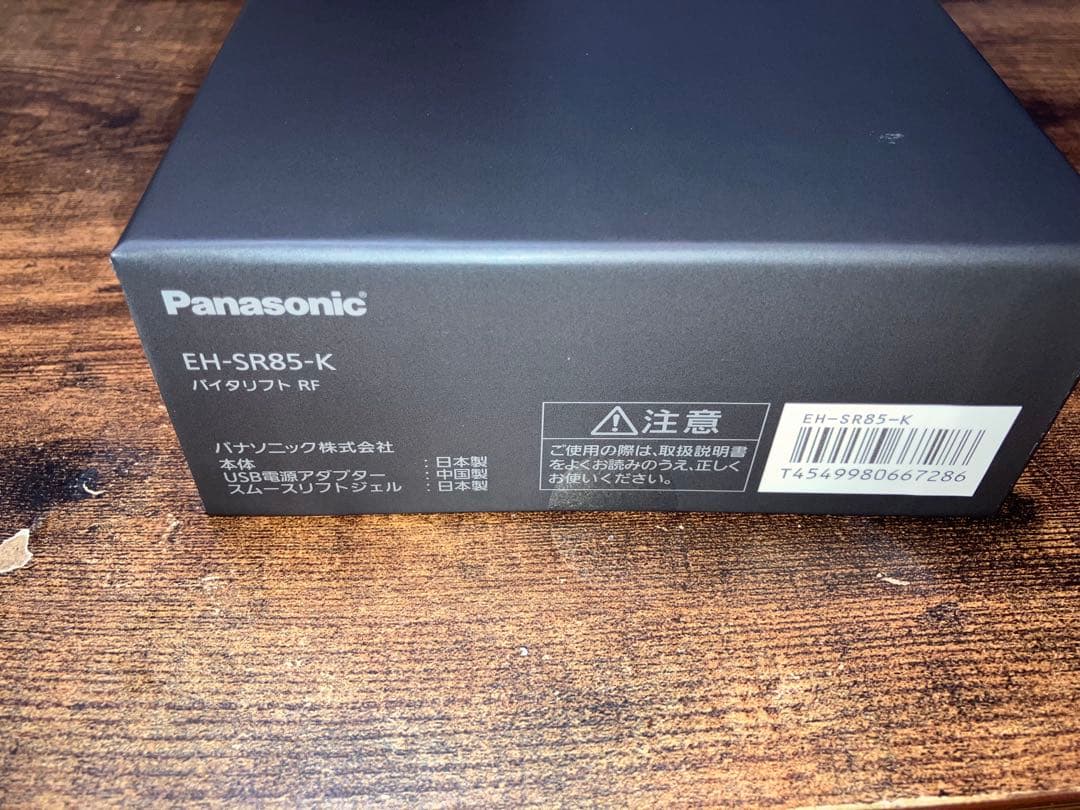 Panasonic
EH-SR85-K
バイタリフト RF
パナソニック株式会社
本体 : 日本製
USB電源アダプター : 中国製
スムースリフトジェル : 日本製
⚠注意
ご使用の際は、取扱説明書
をよくお読みのうえ、正しく
お使いください。
EH-SR85-K
T4549980667286